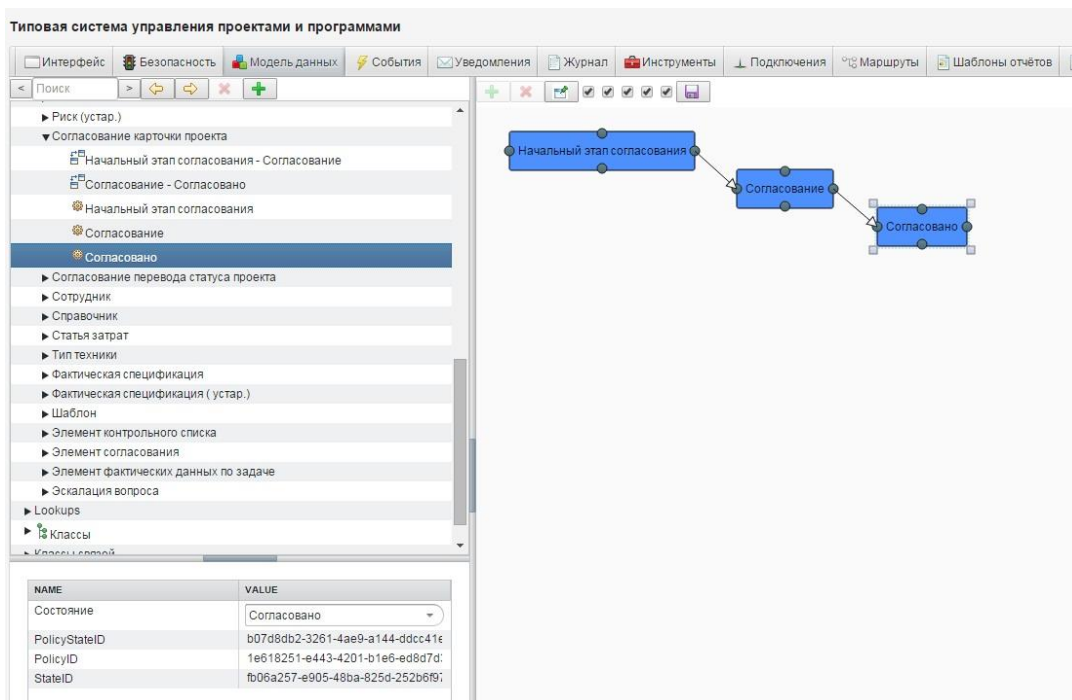 Типовая система управления проектами и программами
Интерфейс Безопасность Модель данных События Уведомления Журнал Инструменты Подключения Маршруты Шаблоны отчётов
< Поиск >
Риск (устар.)
Согласование карточки проекта
Начальный этап согласования - Согласование
Согласование - Согласовано
Начальный этап согласования
Согласование
Согласовано
Согласование перевода статуса проекта
Сотрудник
Справочник
Статья затрат
Тип техники
Фактическая спецификация
Фактическая спецификация ( устар.)
Шаблон
Элемент контрольного списка
Элемент согласования
Элемент фактических данных по задаче
Эскалация вопроса
Lookups
Классы
Классы связей
NAME VALUE
Состояние Согласовано
PolicyStateID b07d8db2-3261-4ae9-a144-ddcc41e
PolicyID 1e618251-e443-4201-b1e6-ed8d7d
StateID fb06a257-e905-48ba-825d-252b6f97
Начальный этап согласования
Согласование
Согласовано